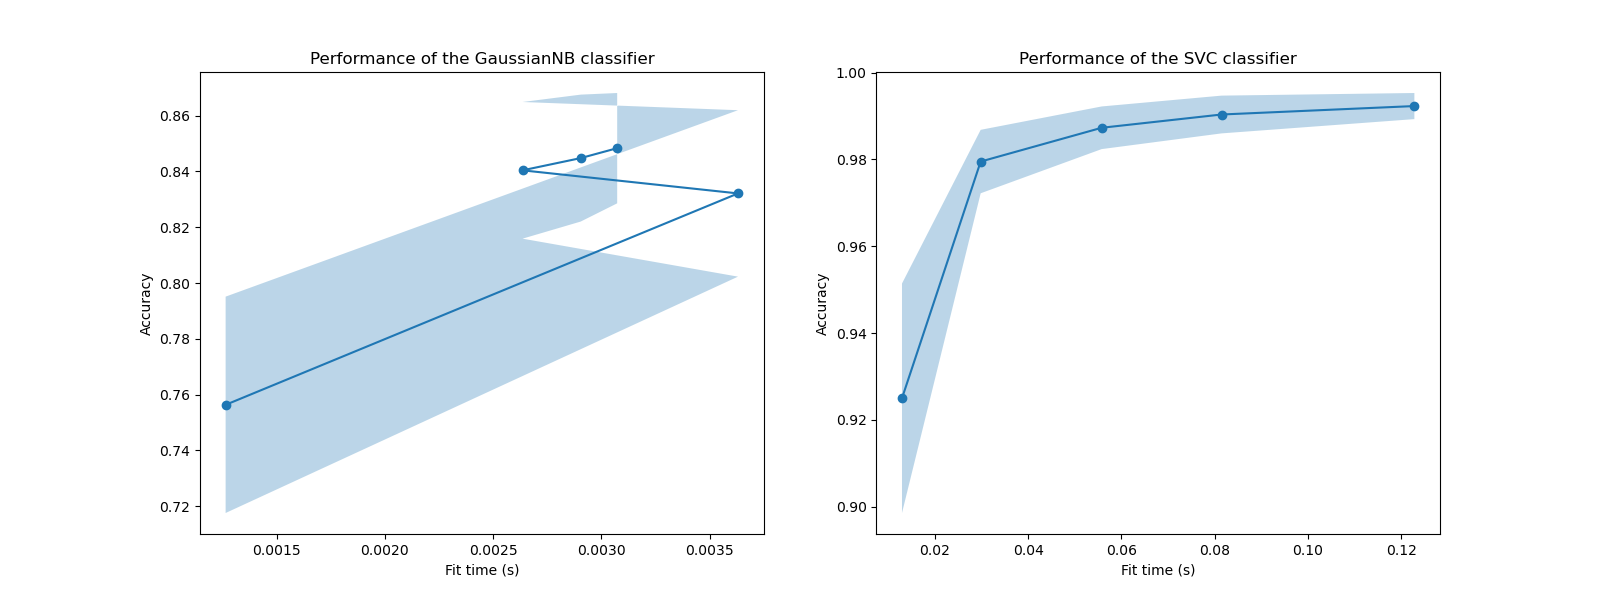 Performance of the GaussianNB classifier
Accuracy
0.86
0.84
0.82
0.80
0.78
0.76
0.74
0.72
0.0015 0.0020 0.0025 0.0030 0.0035
Fit time (s)
Performance of the SVC classifier
Accuracy
1.00
0.98
0.96
0.94
0.92
0.90
0.02 0.04 0.06 0.08 0.10 0.12
Fit time (s)